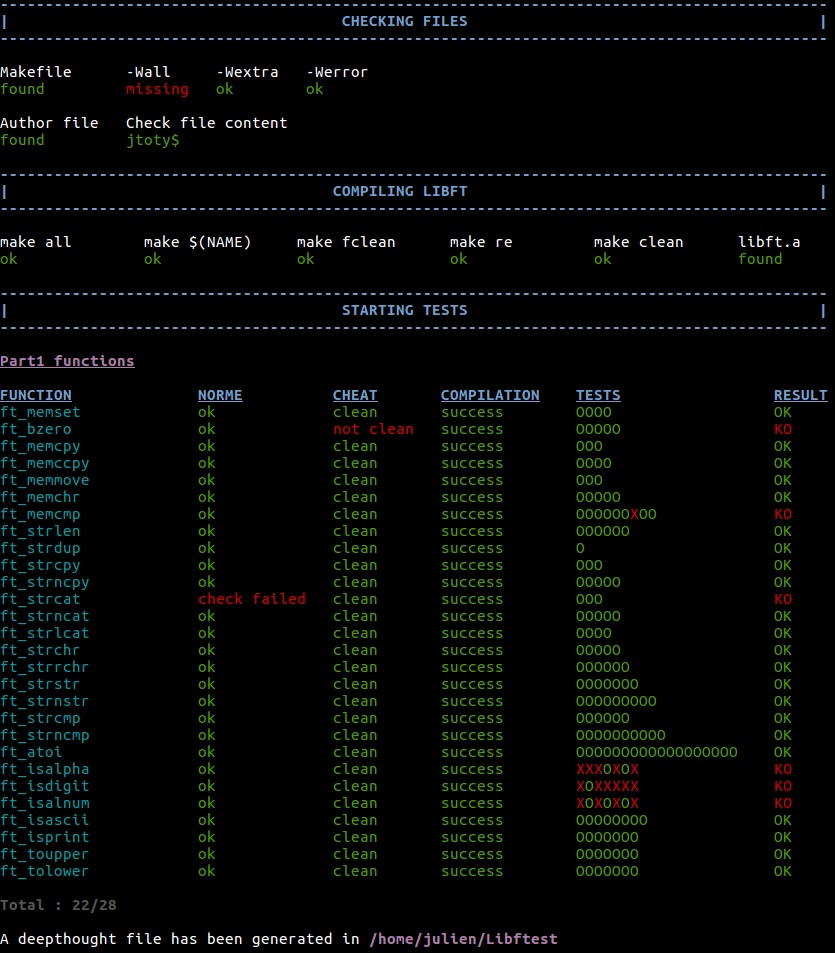 CHECKING FILES
Makefile -Wall -Wextra -Werror
found missing ok ok
Author file Check file content
found jtoty$
COMPILING LIBFT
make all make $(NAME) make fclean make re make clean libft.a
ok ok ok ok ok found
STARTING TESTS
Part1 functions
FUNCTION NORME CHEAT COMPILATION TESTS RESULT
ft_memset ok clean success OOOO OK
ft_bzero ok not clean success OOOOO KO
ft_memcpy ok clean success OOO OK
ft_memccpy ok clean success OOOO OK
ft_memmove ok clean success OOO OK
ft_memchr ok clean success OOOOO OK
ft_memcmp ok clean success OOOOOOXOO KO
ft_strlen ok clean success OOOOOO OK
ft_strdup ok clean success O OK
ft_strcpy ok clean success OOO OK
ft_strncpy ok clean success OOOOO OK
ft_strcat check failed clean success OOO KO
ft_strncat ok clean success OOOOO OK
ft_strlcat ok clean success OOOO OK
ft_strchr ok clean success OOOOO OK
ft_strrchr ok clean success OOOOOO OK
ft_strstr ok clean success OOOOOOO OK
ft_strnstr ok clean success OOOOOOOOO OK
ft_strcmp ok clean success OOOOOO OK
ft_strncmp ok clean success OOOOOOOOOO OK
ft_atoi ok clean success OOOOOOOOOOOOOOOOOO OK
ft_isalpha ok clean success XXXOXOX KO
ft_isdigit ok clean success XOXXXXX KO
ft_isalnum ok clean success XOXOXOX KO
ft_isascii ok clean success OOOOOOOO OK
ft_isprint ok clean success OOOOOOO OK
ft_toupper ok clean success OOOOOOO OK
ft_tolower ok clean success OOOOOOO OK
Total : 22/28
A deepthought file has been generated in /home/julien/Libftest